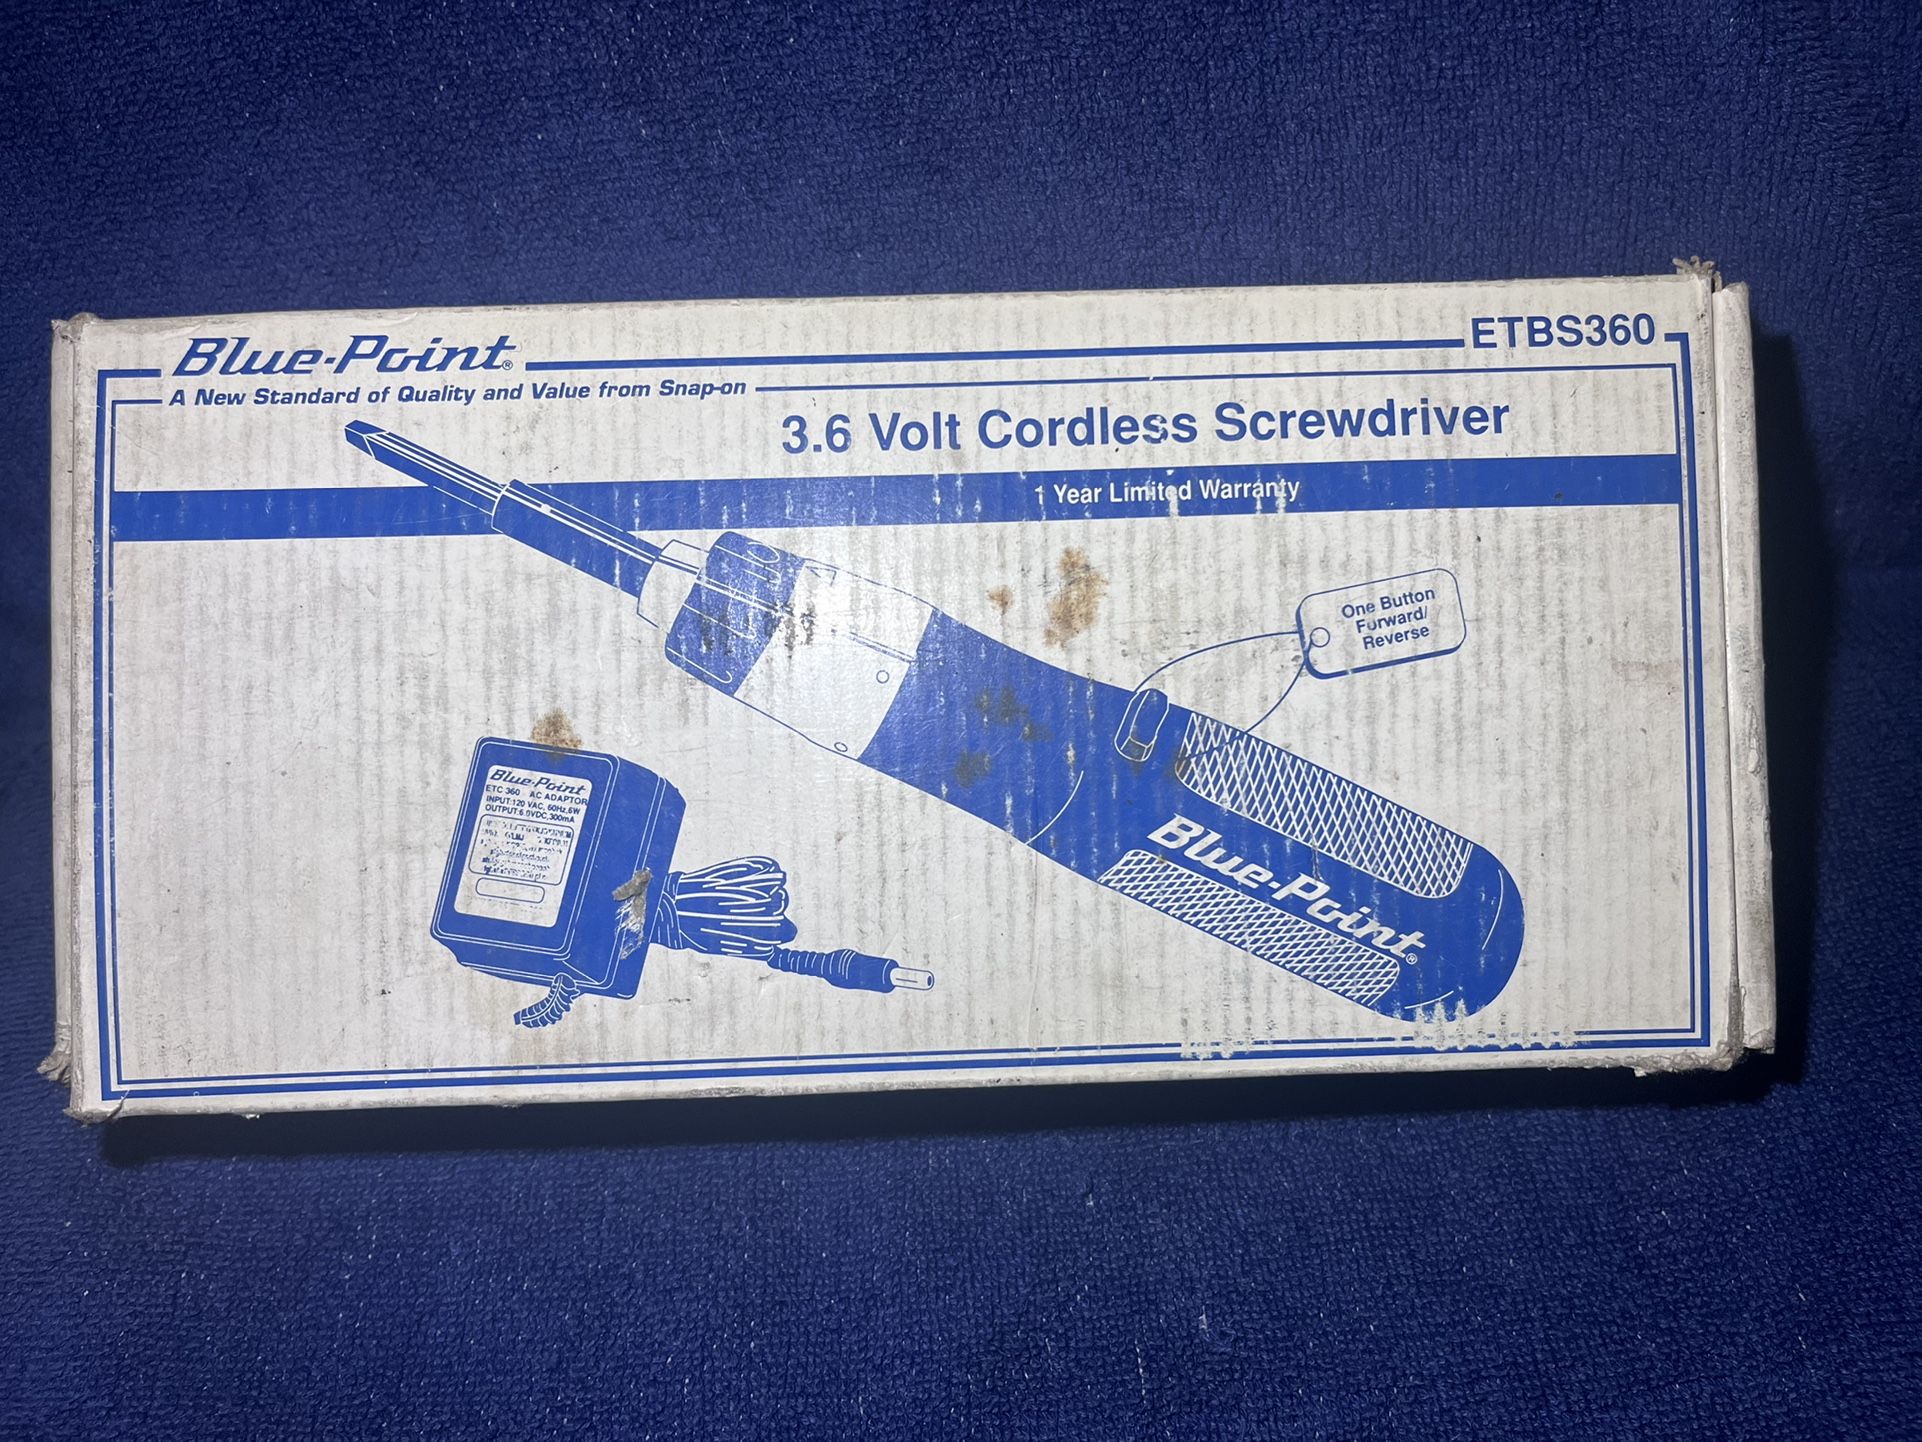 Blue-Point®
ETBS360
A New Standard of Quality and Value from Snap-on
3.6 Volt Cordless Screwdriver
1 Year Limited Warranty
One Button
Forward/
Reverse
Blue-Point
ETC 360 AC ADAPTOR
INPUT:120 VAC, 60Hz,6W
OUTPUT:6.0VDC,300mA
Blue-Point®